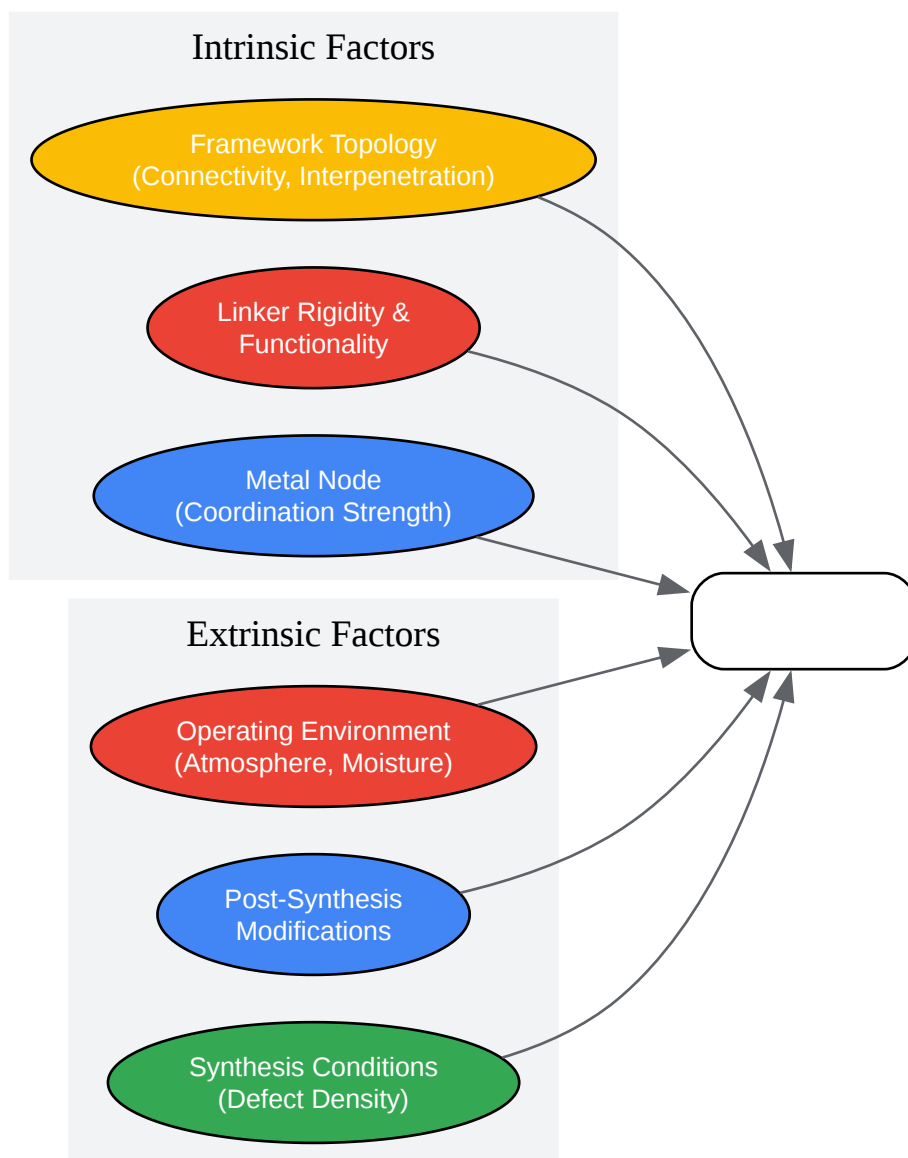 Intrinsic Factors
Framework Topology
(Connectivity, Interpenetration)
Linker Rigidity &
Functionality
Metal Node
(Coordination Strength)
Extrinsic Factors
Operating Environment
(Atmosphere, Moisture)
Post-Synthesis
Modifications
Synthesis Conditions
(Defect Density)